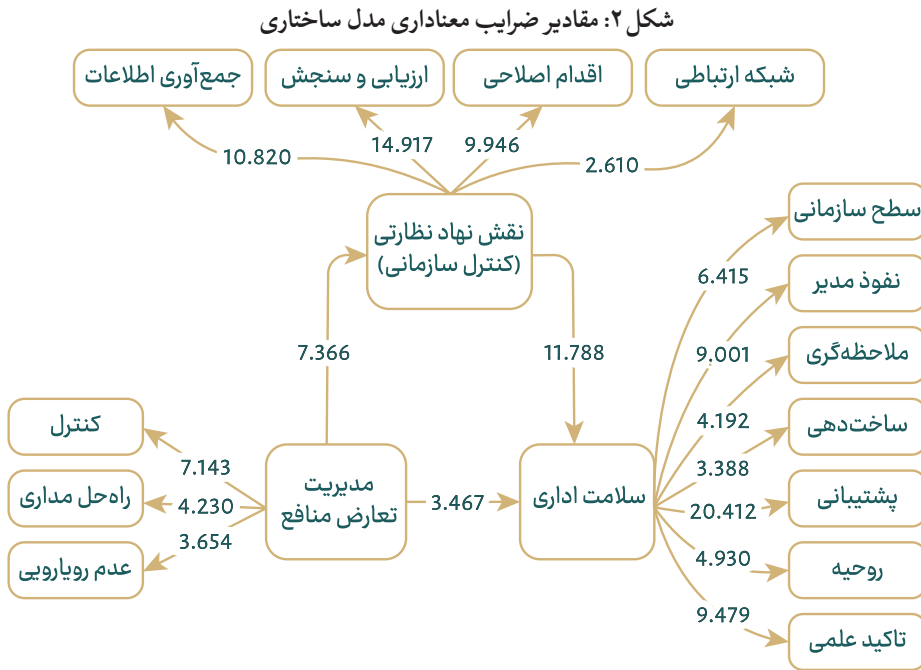 شکل ۲: مقادیر ضرایب معناداری مدل ساختاری
شبکه ارتباطی
اقدام اصلاحی
ارزیابی و سنجش
جمع‌آوری اطلاعات
2.610
9.946
14.917
10.820
نقش نهاد نظارتی
(کنترل سازمانی)
7.366
11.788
سطح سازمانی
نفوذ مدیر
ملاحظه‌گری
ساخت‌دهی
پشتیبانی
روحیه
تاکید علمی
6.415
9.001
4.192
3.388
20.412
4.930
9.479
سلامت اداری
3.467
مدیریت
تعارض منافع
7.143
4.230
3.654
کنترل
راه‌حل مداری
عدم رویارویی